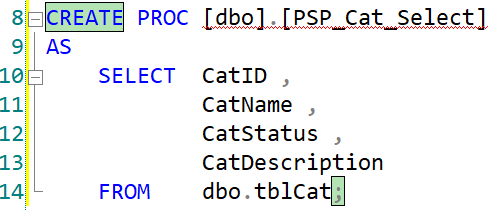 8 CREATE PROC [dbo].[PSP_Cat_Select]
9 AS
10 SELECT CatID ,
11 CatName ,
12 CatStatus ,
13 CatDescription
14 FROM dbo.tblCat;